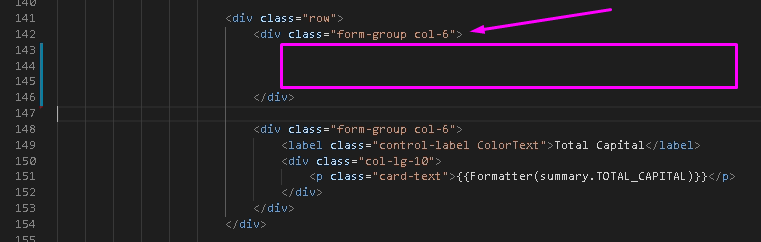 140
141 <div class="row">
142 <div class="form-group col-6">
143
144
145
146 </div>
147
148 <div class="form-group col-6">
149 <label class="control-label ColorText">Total Capital</label>
150 <div class="col-lg-10">
151 <p class="card-text">{{Formatter(summary.TOTAL_CAPITAL)}}</p>
152 </div>
153 </div>
154 </div>
155